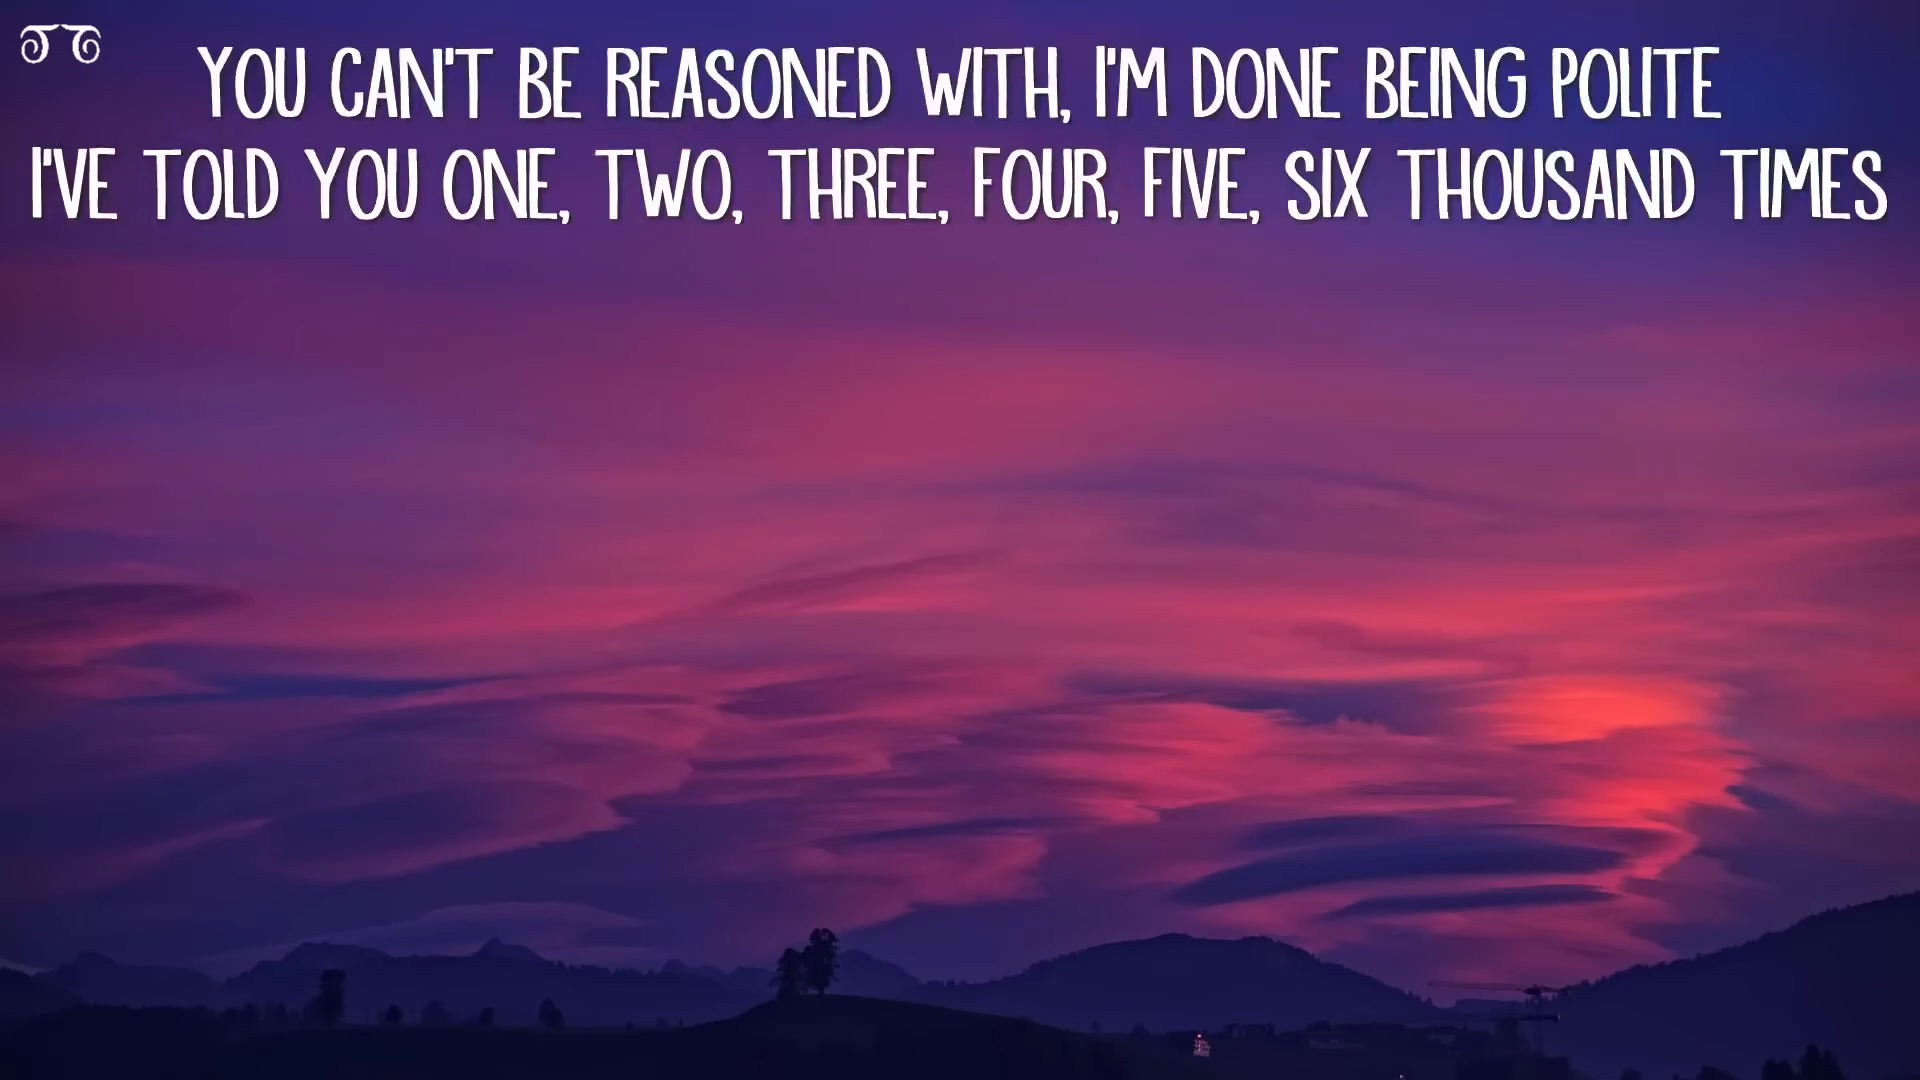 YOU CAN'T BE REASONED WITH, I'M DONE BEING POLITE
I'VE TOLD YOU ONE, TWO, THREE, FOUR, FIVE, SIX THOUSAND TIMES